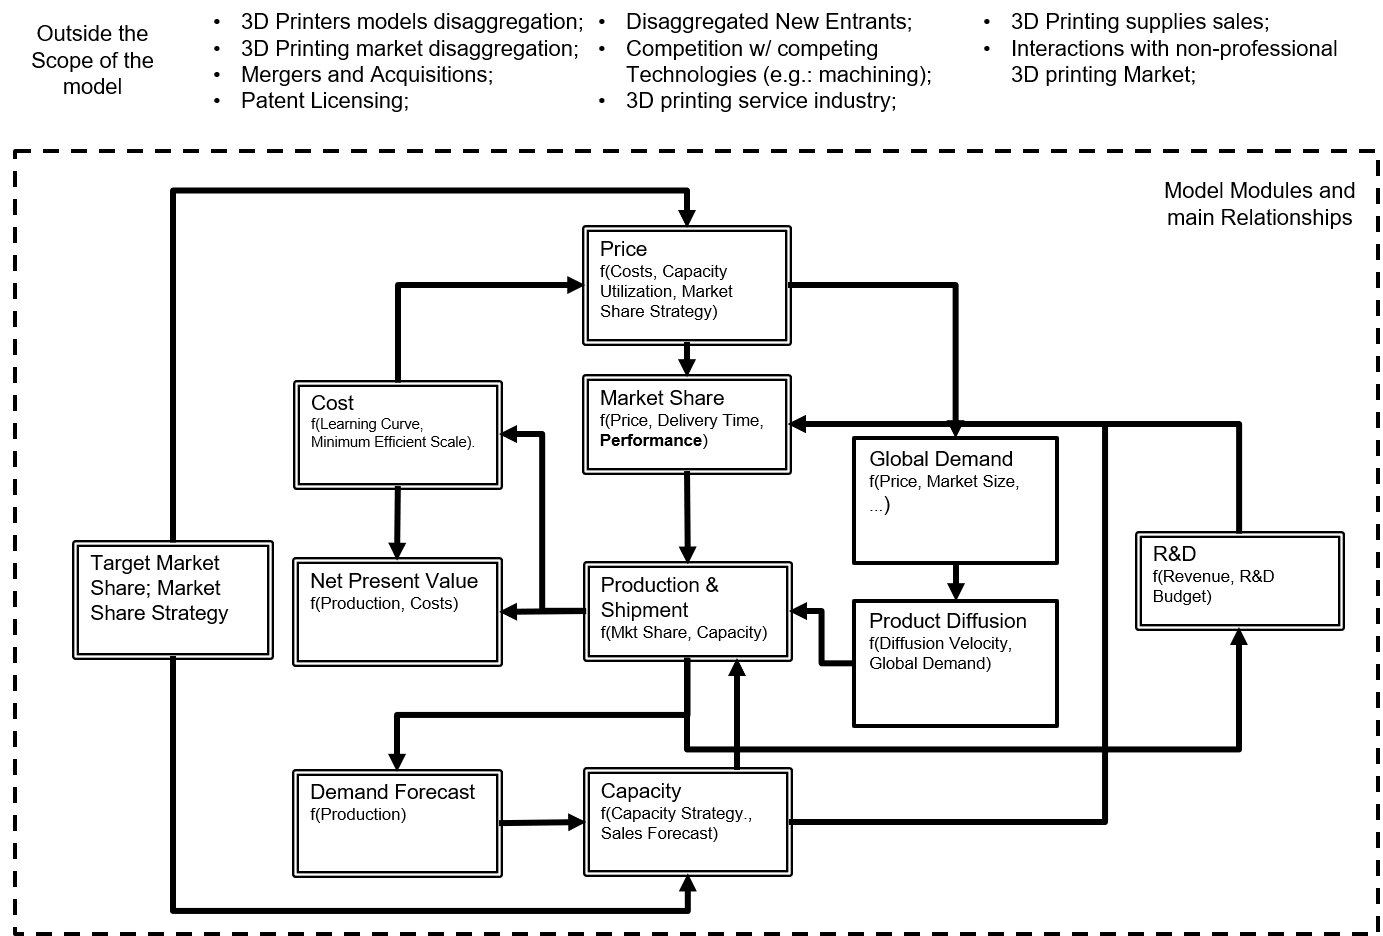 Outside the
Scope of the
model
• 3D Printers models disaggregation;
• 3D Printing market disaggregation;
• Mergers and Acquisitions;
• Patent Licensing;
• Disaggregated New Entrants;
• Competition w/ competing
Technologies (e.g.: machining);
• 3D printing service industry;
• 3D Printing supplies sales;
• Interactions with non-professional
3D printing Market;
Model Modules and
main Relationships
Price
f(Costs, Capacity
Utilization, Market
Share Strategy)
Cost
f(Learning Curve,
Minimum Efficient Scale).
Market Share
f(Price, Delivery Time,
Performance)
Global Demand
f(Price, Market Size,
...)
Target Market
Share; Market
Share Strategy
Net Present Value
f(Production, Costs)
Production &
Shipment
f(Mkt Share, Capacity)
Product Diffusion
f(Diffusion Velocity,
Global Demand)
R&D
f(Revenue, R&D
Budget)
Demand Forecast
f(Production)
Capacity
f(Capacity Strategy.,
Sales Forecast)